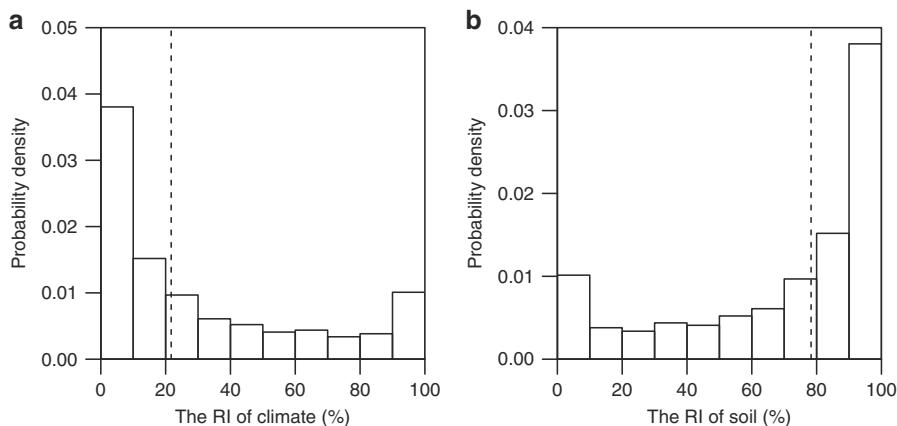 a
0.05
0.04
0.03
0.02
0.01
0.00
Probability density
0 20 40 60 80 100
The RI of climate (%)
b
0.04
0.03
0.02
0.01
0.00
Probability density
0 20 40 60 80 100
The RI of soil (%)